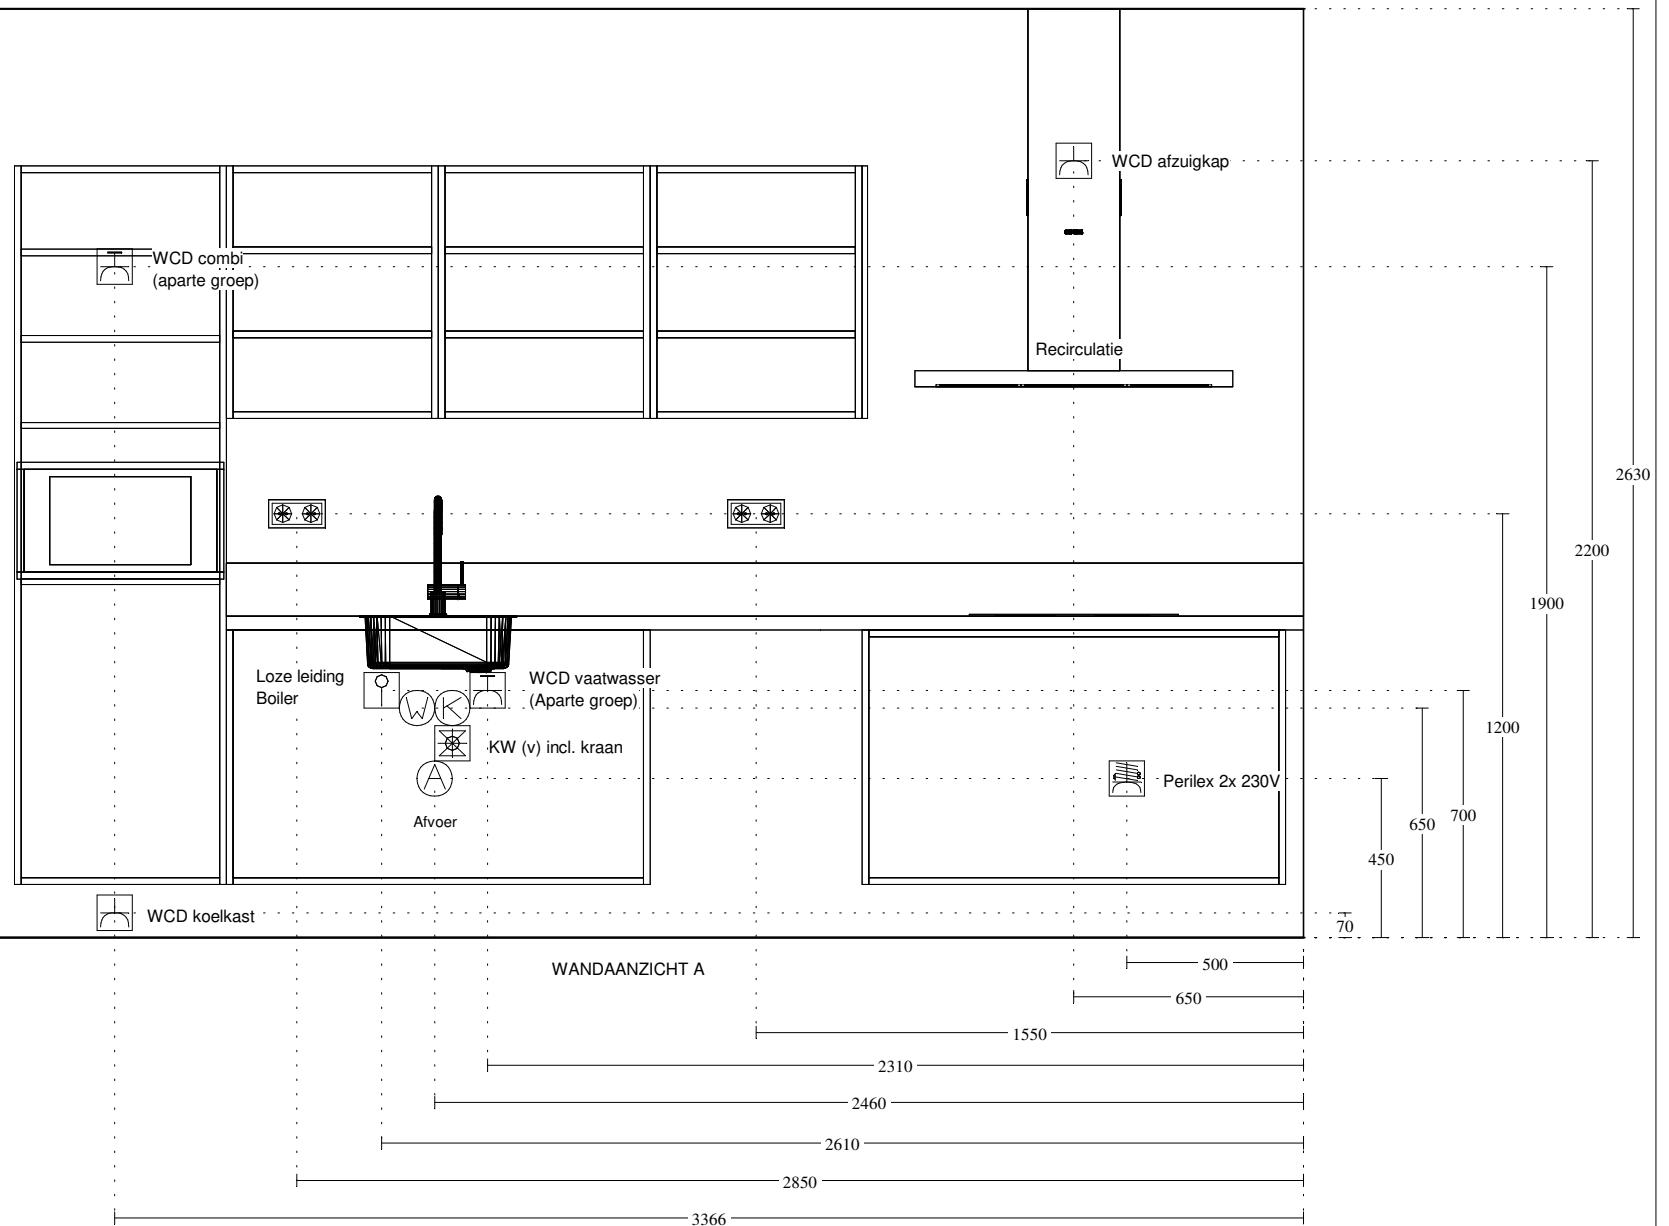 WCD afzuigkap
WCD combi
(aparte groep)
Recirculatie
2630
2200
1900
Loze leiding
Boiler
WCD vaatwasser
(Aparte groep)
W K
1200
KW (v) incl. kraan
A
Perilex 2x 230V
Afvoer
700
650
450
WCD koelkast
70
WANDAANZICHT A
500
650
1550
2310
2460
2610
2850
3366